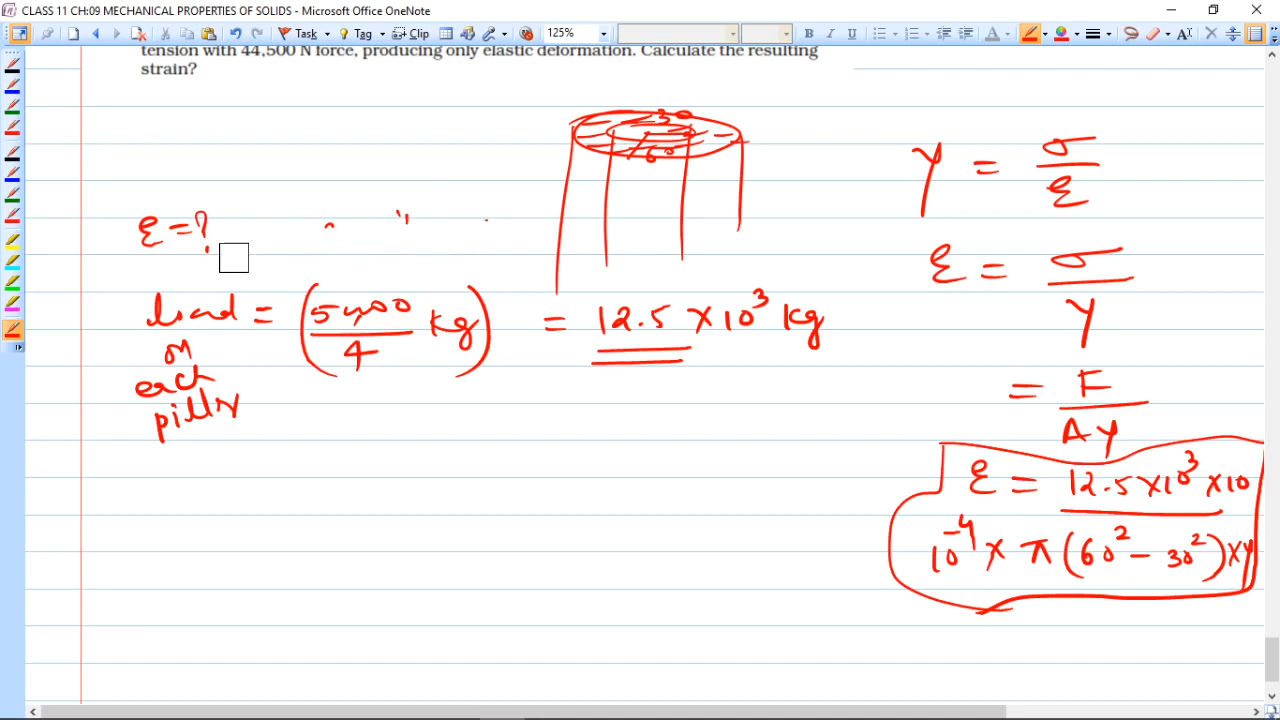 CLASS 11 CH:09 MECHANICAL PROPERTIES OF SOLIDS - Microsoft Office OneNote
Task Tag Clip 125% B I U A
tension with 44,500 N force, producing only elastic deformation. Calculate the resulting
strain?
30
60
Y = σ / ε
ε = ?
ε = σ / Y
load = (5400 / 4 kg) = 12.5 × 10³ kg
on
each
= F / AY
ε = 12.5 × 10³ × 10
10⁻⁴ × π (60² − 30²) × Y